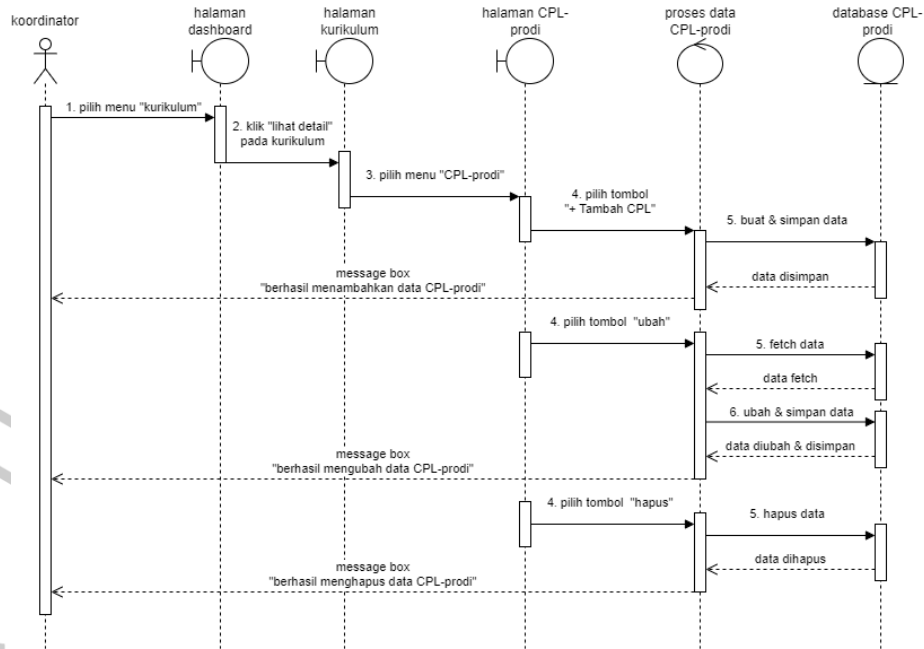 koordinator
halaman
dashboard
halaman
kurikulum
halaman CPL-
prodi
proses data
CPL-prodi
database CPL-
prodi
1. pilih menu "kurikulum"
2. klik "lihat detail"
pada kurikulum
3. pilih menu "CPL-prodi"
4. pilih tombol
"+ Tambah CPL"
5. buat & simpan data
data disimpan
message box
"berhasil menambahkan data CPL-prodi"
4. pilih tombol "ubah"
5. fetch data
data fetch
6. ubah & simpan data
data diubah & disimpan
message box
"berhasil mengubah data CPL-prodi"
4. pilih tombol "hapus"
5. hapus data
data dihapus
message box
"berhasil menghapus data CPL-prodi"